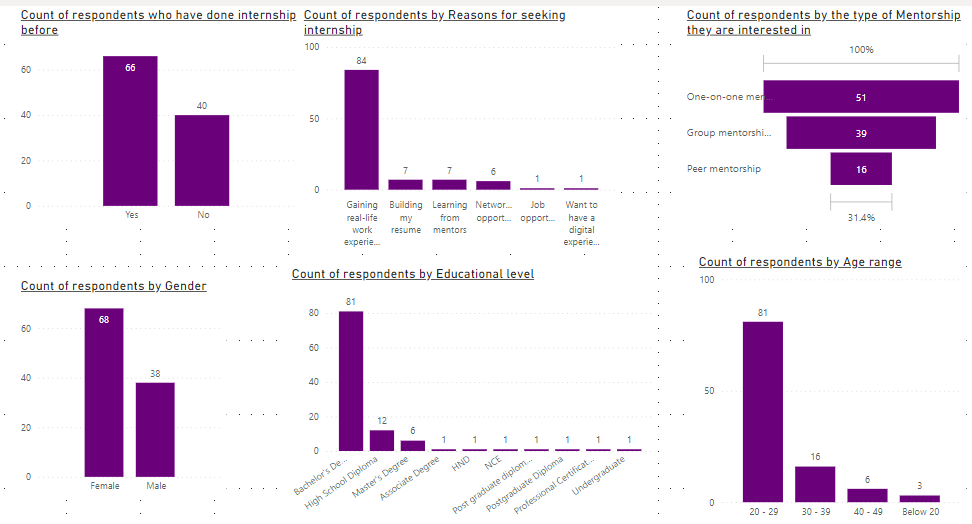 Count of respondents who have done internship
before
60
40
20
0
66
40
Yes
No
Count of respondents by Reasons for seeking
internship
100
50
0
84
7
7
6
1
1
Gaining
real-life
work
experie...
Building
my
resume
Learning
from
mentors
Networ...
opport...
Job
opport...
Want to
have a
digital
experie...
Count of respondents by the type of Mentorship
they are interested in
100%
One-on-one mer...
51
Group mentorshi...
39
Peer mentorship
16
31.4%
Count of respondents by Gender
60
40
20
0
68
38
Female
Male
Count of respondents by Educational level
80
60
40
20
0
81
12
6
1
1
1
1
1
1
1
Bachelor's De...
High School Diploma
Master's Degree
Associate Degree
HND
NCE
Post graduate diplom...
Postgraduate Diploma
Professional Certificat...
Undergraduate
Count of respondents by Age range
100
50
0
81
16
6
3
20 - 29
30 - 39
40 - 49
Below 20